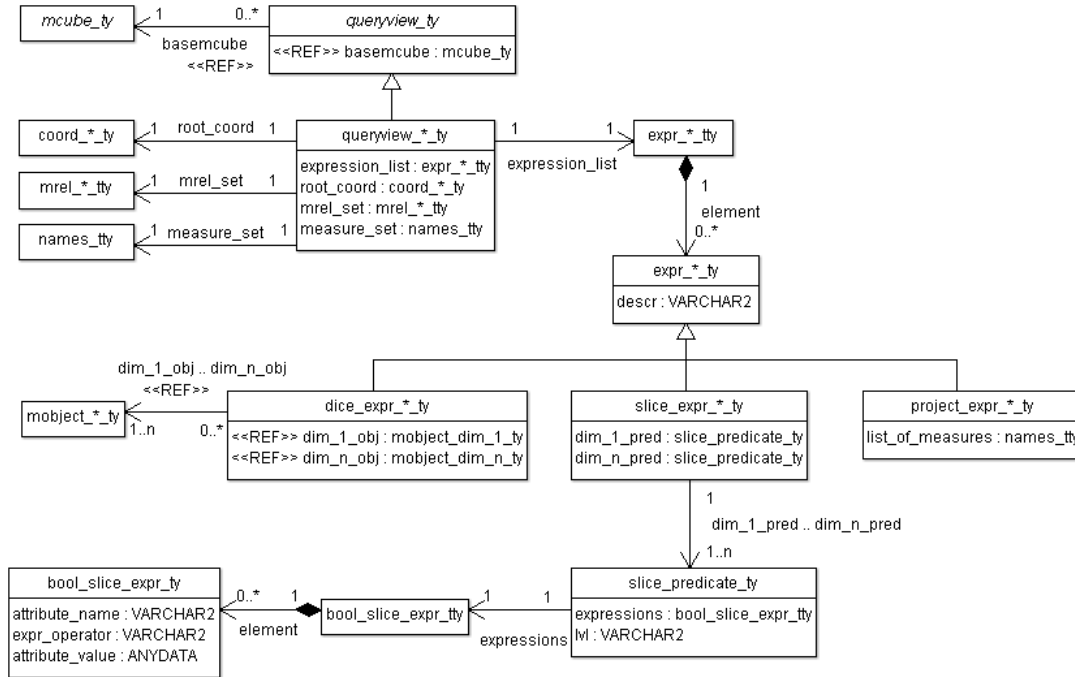 mcube_ty
1
0..*
basemcube
<<REF>>
queryview_ty
<<REF>> basemcube : mcube_ty
coord_*_ty
1
root_coord
1
mrel_*_tty
1
mrel_set
1
names_tty
1
measure_set
1
queryview_*_ty
expression_list : expr_*_tty
root_coord : coord_*_ty
mrel_set : mrel_*_tty
measure_set : names_tty
1
1
expression_list
expr_*_tty
1
element
0..*
expr_*_ty
descr : VARCHAR2
dim_1_obj .. dim_n_obj
<<REF>>
mobject_*_ty
1..n
0..*
dice_expr_*_ty
<<REF>> dim_1_obj : mobject_dim_1_ty
<<REF>> dim_n_obj : mobject_dim_n_ty
slice_expr_*_ty
dim_1_pred : slice_predicate_ty
dim_n_pred : slice_predicate_ty
project_expr_*_ty
list_of_measures : names_tty
1
dim_1_pred .. dim_n_pred
1..n
bool_slice_expr_ty
attribute_name : VARCHAR2
expr_operator : VARCHAR2
attribute_value : ANYDATA
0..*
1
element
bool_slice_expr_tty
1
1
expressions
slice_predicate_ty
expressions : bool_slice_expr_tty
lvl : VARCHAR2